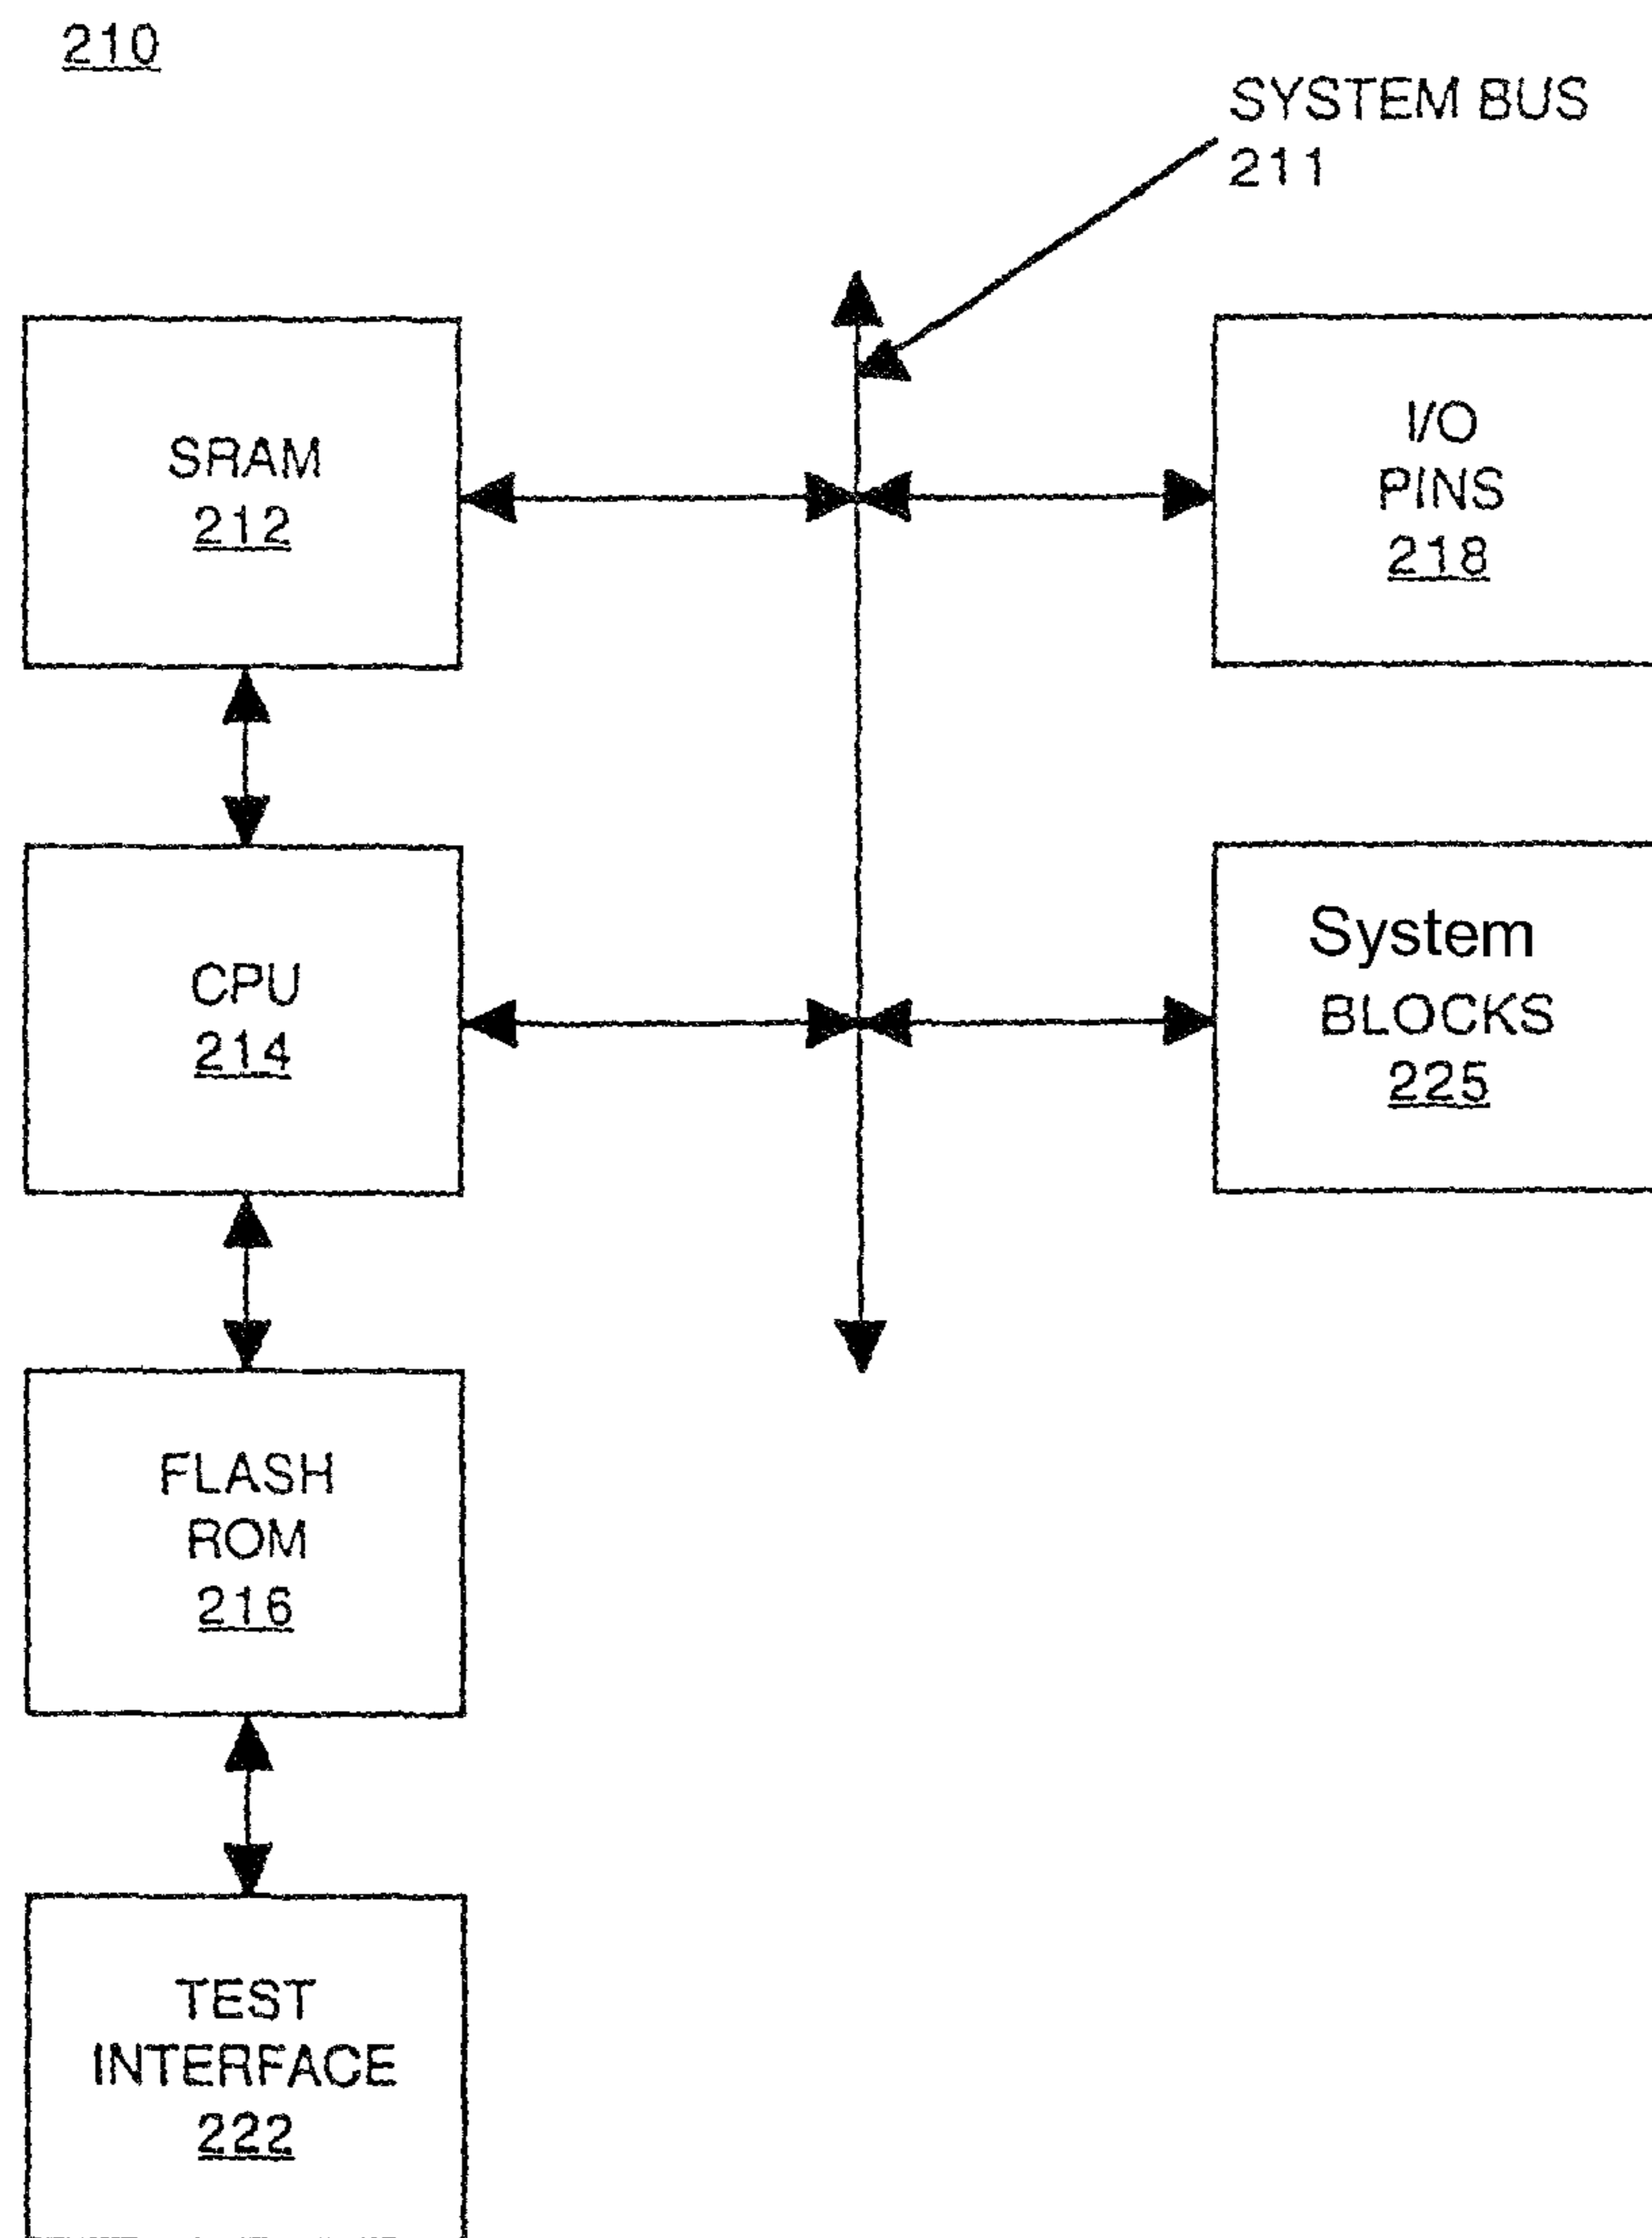 210
SYSTEM BUS
211
SRAM
212
I/O
PINS
218
CPU
214
System
BLOCKS
225
FLASH
ROM
216
TEST
INTERFACE
222